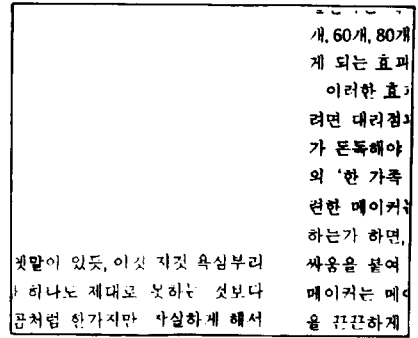 옛말이 있듯, 이것 저것 욕심부리
하나도 제대로 못하는 것보다
곰처럼 한가지만 착실하게 해서
개, 60개, 80개
게 되는 효과
이러한 효
려면 대리점
가 돈독해야
의 '한 가족
련한 메이커는
하는가 하면,
싸움을 붙여
메이커는 메
을 끈끈하게